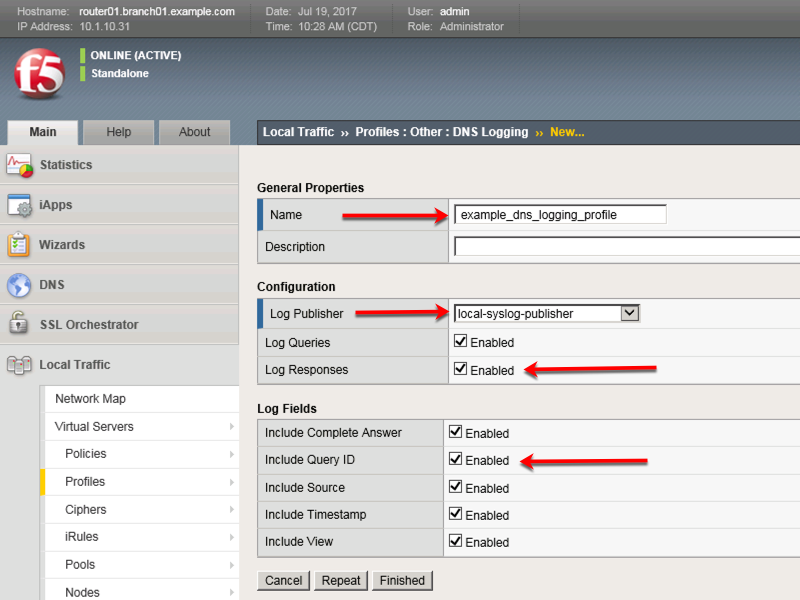 Hostname: router01.branch01.example.com Date: Jul 19, 2017 User: admin
IP Address: 10.1.10.31 Time: 10:28 AM (CDT) Role: Administrator
f5
ONLINE (ACTIVE)
Standalone
Main Help About
Local Traffic ›› Profiles : Other : DNS Logging ›› New...
Statistics
iApps
Wizards
DNS
SSL Orchestrator
Local Traffic
Network Map
Virtual Servers
Policies
Profiles
Ciphers
iRules
Pools
Nodes
General Properties
Name example_dns_logging_profile
Description
Configuration
Log Publisher local-syslog-publisher
Log Queries Enabled
Log Responses Enabled
Log Fields
Include Complete Answer Enabled
Include Query ID Enabled
Include Source Enabled
Include Timestamp Enabled
Include View Enabled
Cancel Repeat Finished